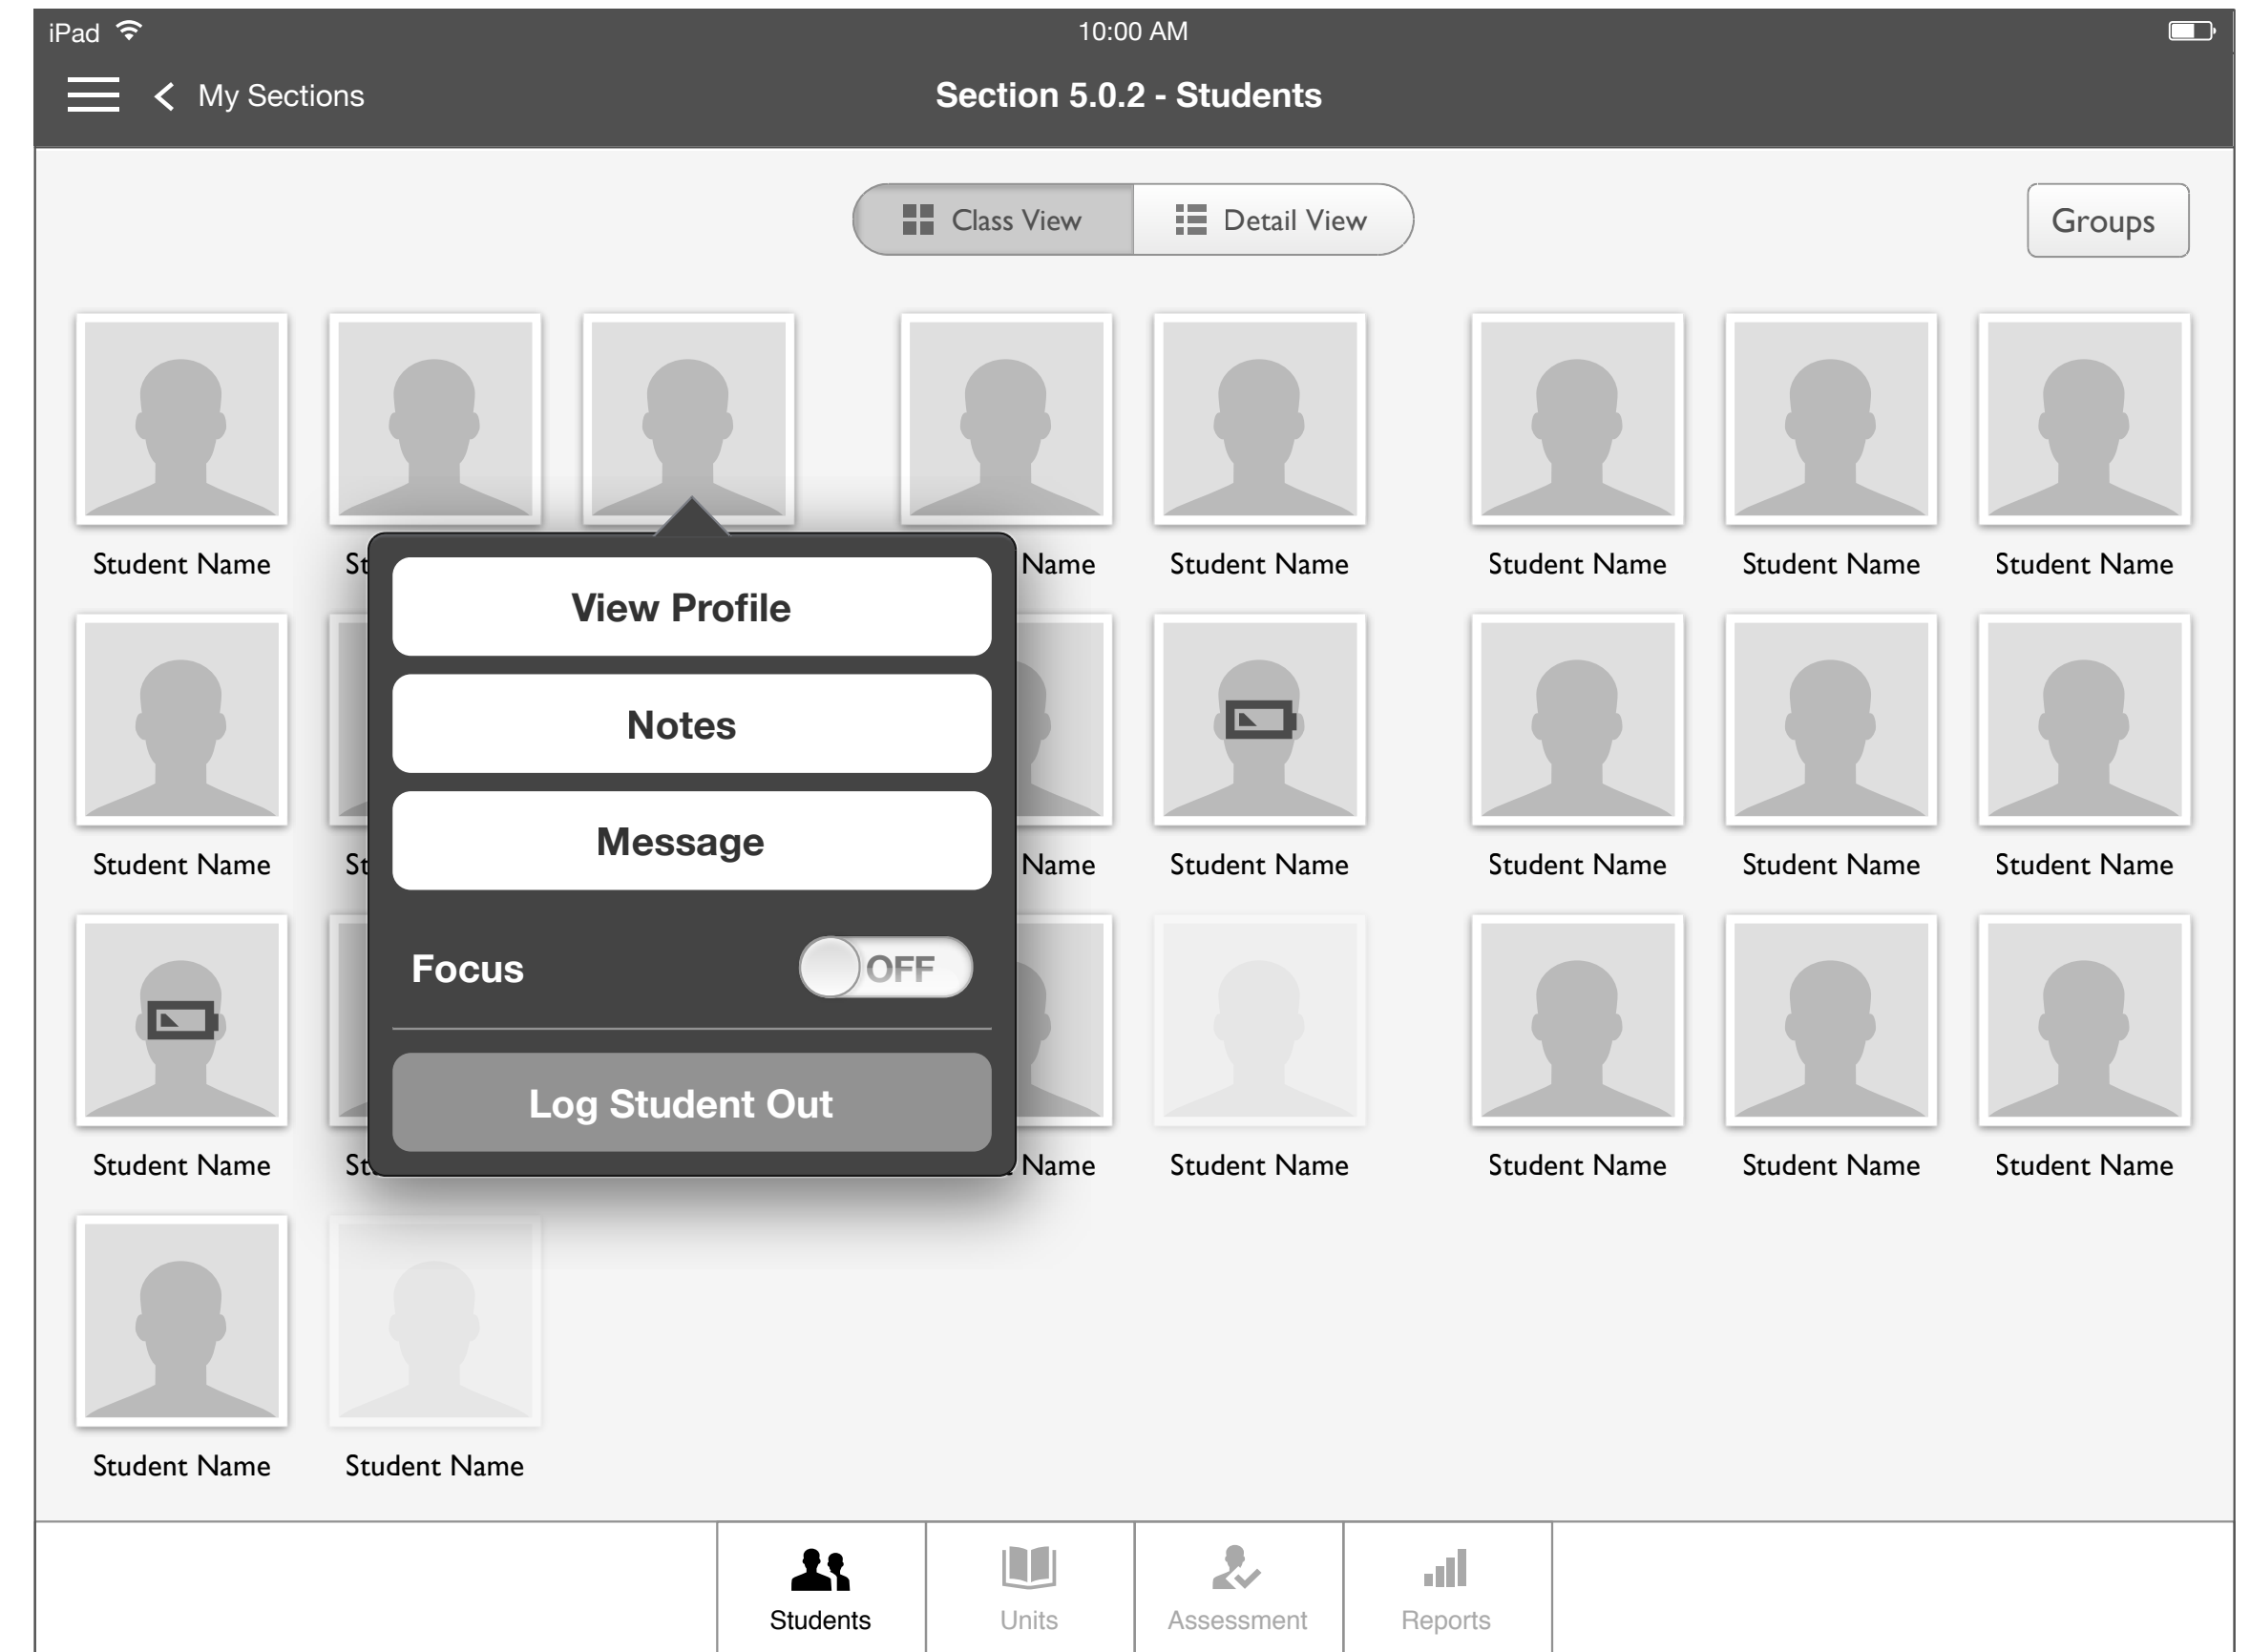 iPad 10:00 AM
My Sections Section 5.0.2 - Students
Class View Detail View Groups
Student Name St Name Student Name Student Name Student Name Student Name
View Profile
Notes
Message
Student Name St Name Student Name Student Name Student Name Student Name
Focus OFF
Log Student Out
Student Name St Name Student Name Student Name Student Name Student Name
Student Name Student Name
Students Units Assessment Reports